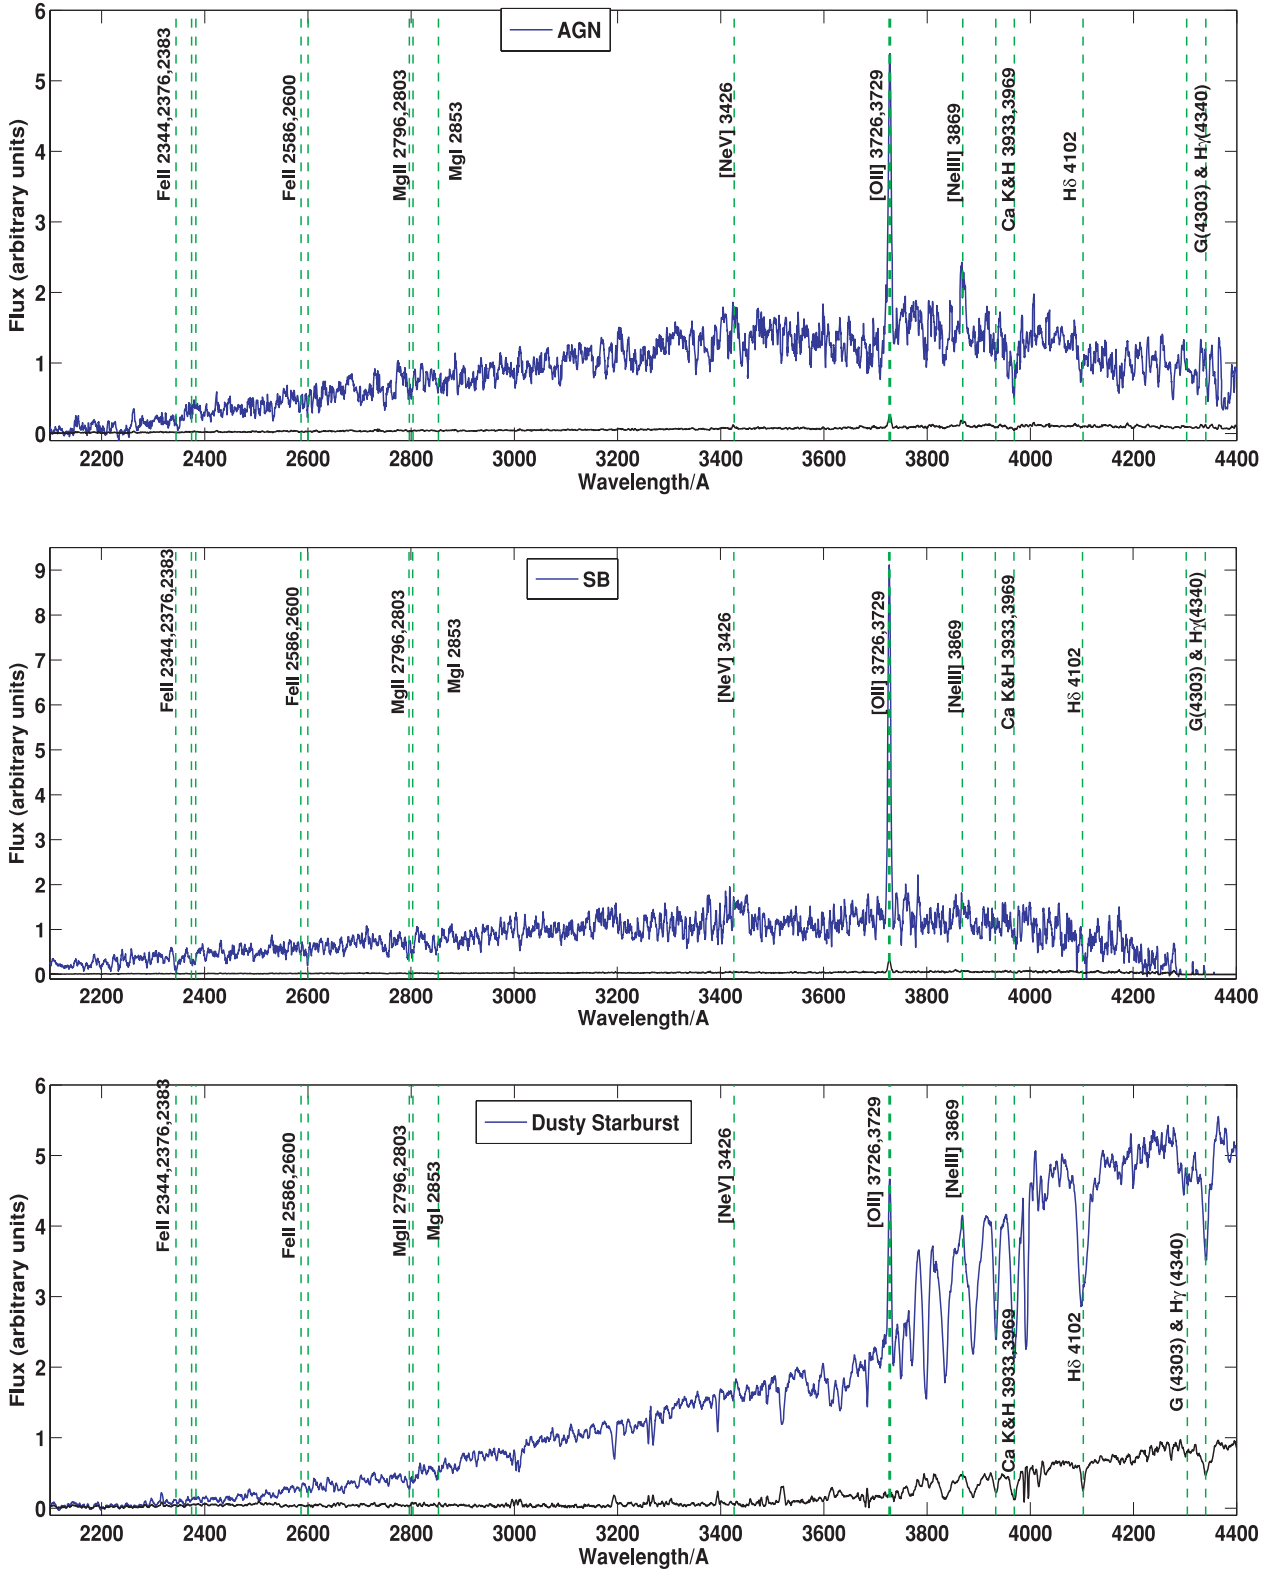 AGN
Flux (arbitrary units)
6
5
4
3
2
1
0
FeII 2344,2376,2383
FeII 2586,2600
MgII 2796,2803
MgI 2853
[NeV] 3426
[OII] 3726,3729
[NeIII] 3869
Ca K&H 3933,3969
Hδ 4102
G(4303) & Hγ(4340)
2200 2400 2600 2800 3000 3200 3400 3600 3800 4000 4200 4400
Wavelength/A
SB
Flux (arbitrary units)
9
8
7
6
5
4
3
2
1
0
FeII 2344,2376,2383
FeII 2586,2600
MgII 2796,2803
MgI 2853
[NeV] 3426
[OII] 3726,3729
[NeIII] 3869
Ca K&H 3933,3969
Hδ 4102
G(4303) & Hγ(4340)
2200 2400 2600 2800 3000 3200 3400 3600 3800 4000 4200 4400
Wavelength/A
Dusty Starburst
Flux (arbitrary units)
6
5
4
3
2
1
0
FeII 2344,2376,2383
FeII 2586,2600
MgII 2796,2803
MgI 2853
[NeV] 3426
[OII] 3726,3729
[NeIII] 3869
Ca K&H 3933,3969
Hδ 4102
G (4303) & Hγ (4340)
2200 2400 2600 2800 3000 3200 3400 3600 3800 4000 4200 4400
Wavelength/A